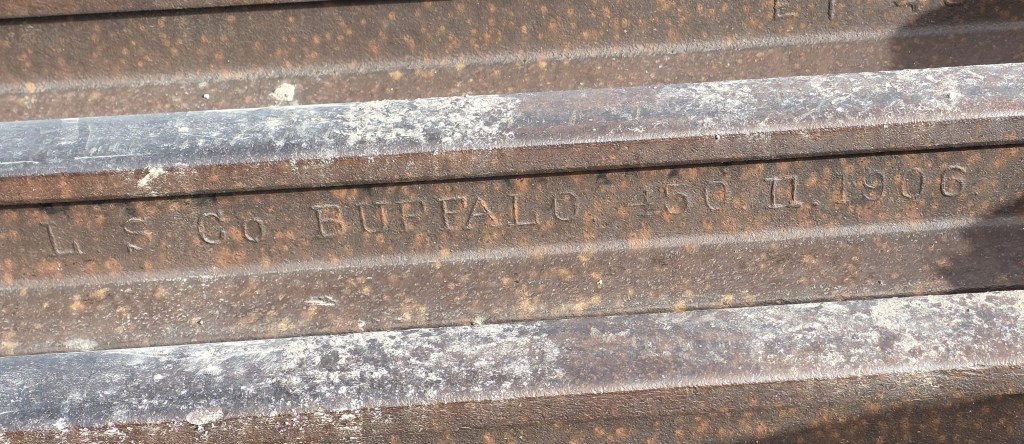 L S Co BUFFALO. 450. II. 1906.